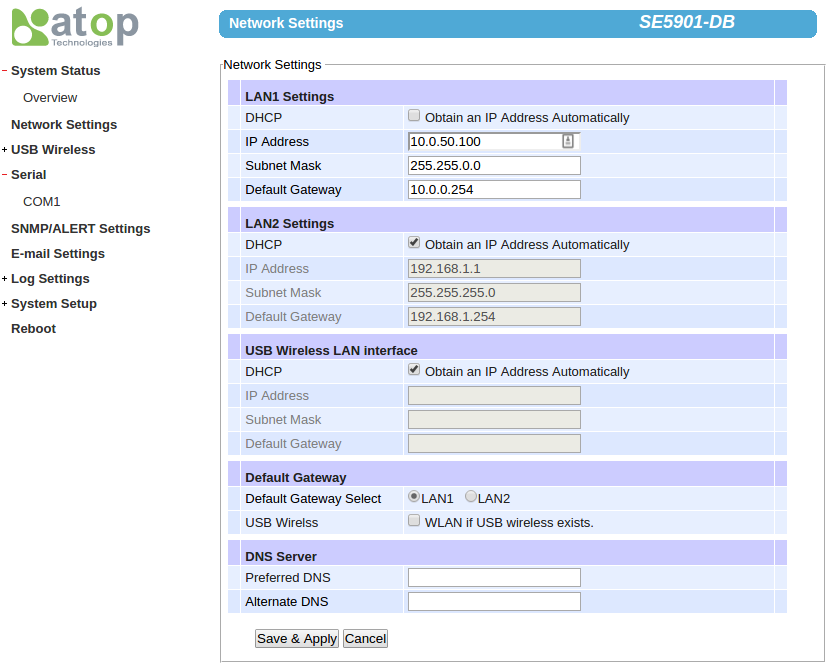 atop
Technologies
Network Settings
SE5901-DB
System Status
Overview
Network Settings
USB Wireless
Serial
COM1
SNMP/ALERT Settings
E-mail Settings
Log Settings
System Setup
Reboot
Network Settings
LAN1 Settings
DHCP Obtain an IP Address Automatically
IP Address 10.0.50.100
Subnet Mask 255.255.0.0
Default Gateway 10.0.0.254
LAN2 Settings
DHCP Obtain an IP Address Automatically
IP Address 192.168.1.1
Subnet Mask 255.255.255.0
Default Gateway 192.168.1.254
USB Wireless LAN interface
DHCP Obtain an IP Address Automatically
IP Address
Subnet Mask
Default Gateway
Default Gateway
Default Gateway Select LAN1 LAN2
USB Wirelss WLAN if USB wireless exists.
DNS Server
Preferred DNS
Alternate DNS
Save & Apply Cancel